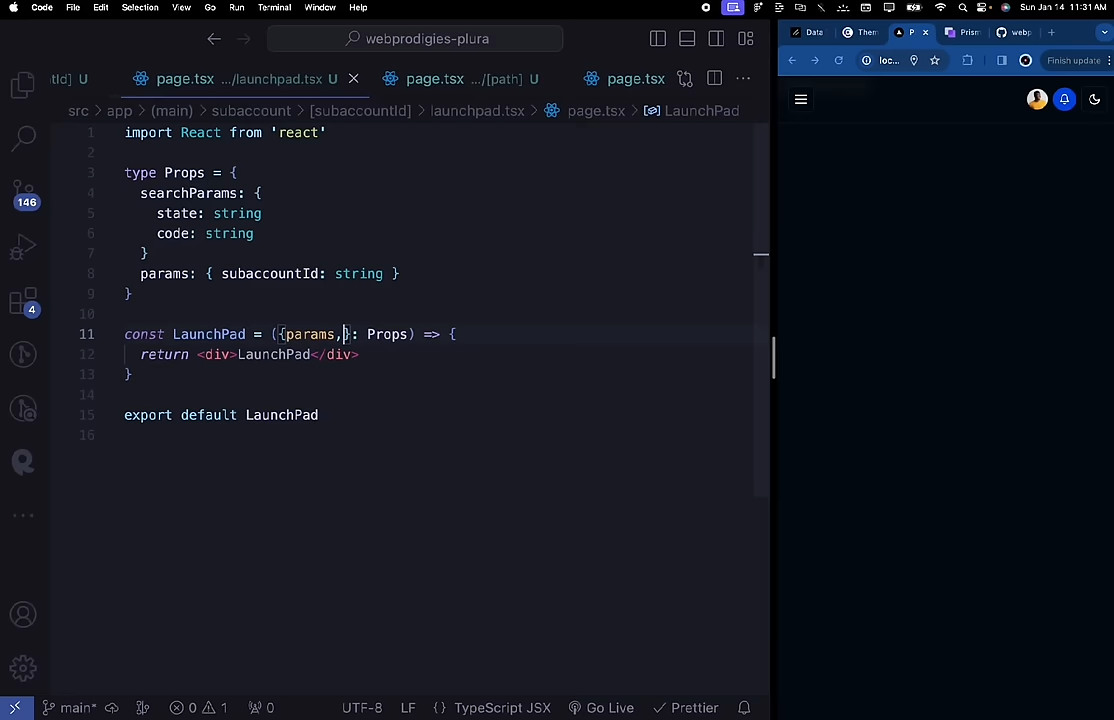 Code File Edit Selection View Go Run Terminal Window Help Sun Jan 14 11:31 AM
webprodigies-plura
Data Them P Prism webp
tId] U page.tsx .../launchpad.tsx U page.tsx .../[path] U page.tsx
loc... Finish update
src app (main) subaccount [subaccountId] launchpad.tsx page.tsx LaunchPad
1 import React from 'react'
2
3 type Props = {
4 searchParams: {
5 state: string
6 code: string
7 }
8 params: { subaccountId: string }
9 }
10
11 const LaunchPad = ({params,}: Props) => {
12 return <div>LaunchPad</div>
13 }
14
15 export default LaunchPad
16
146
4
main* 0 1 0 UTF-8 LF {} TypeScript JSX Go Live Prettier